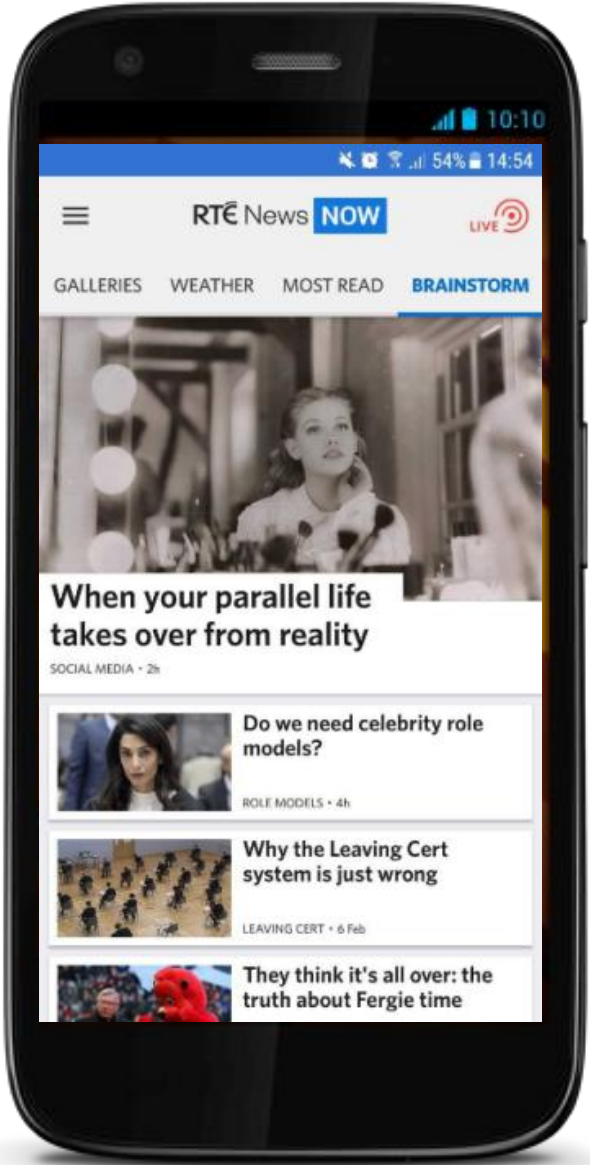 10:10
54% 14:54
RTÉ News NOW
LIVE
GALLERIES WEATHER MOST READ BRAINSTORM
When your parallel life
takes over from reality
SOCIAL MEDIA • 2h
Do we need celebrity role
models?
ROLE MODELS • 4h
Why the Leaving Cert
system is just wrong
LEAVING CERT • 6 Feb
They think it's all over: the
truth about Fergie time